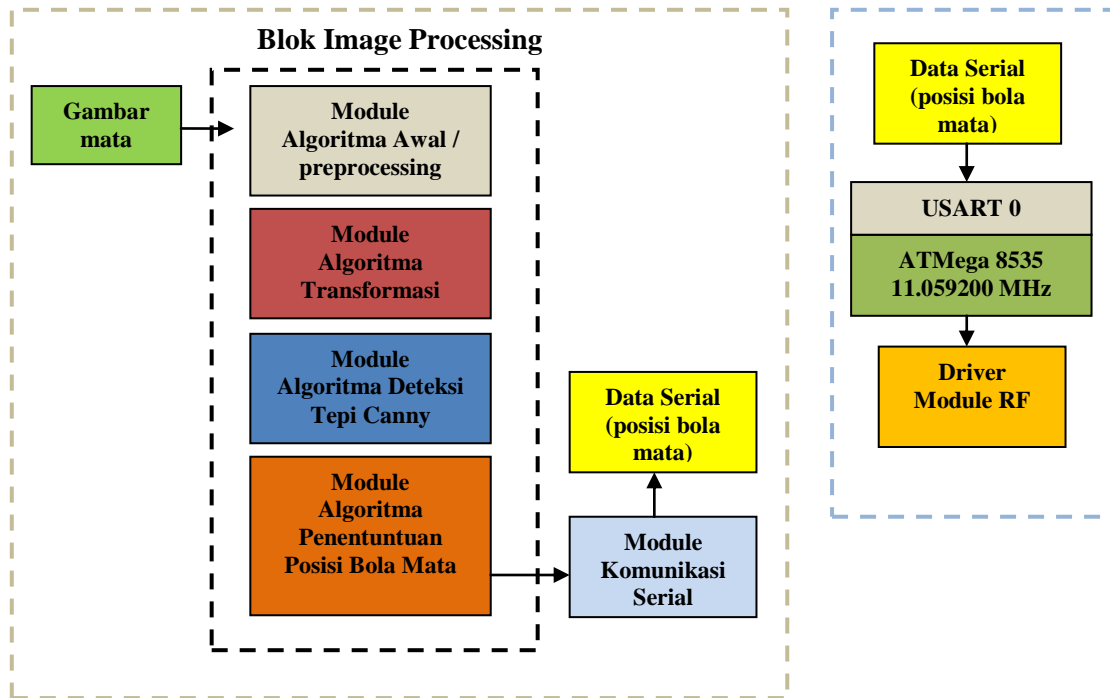 Blok Image Processing
Gambar
mata
Module
Algoritma Awal /
preprocessing
Module
Algoritma
Transformasi
Module
Algoritma Deteksi
Tepi Canny
Module
Algoritma
Penentuntuan
Posisi Bola Mata
Data Serial
(posisi bola
mata)
Module
Komunikasi
Serial
Data Serial
(posisi bola
mata)
USART 0
ATMega 8535
11.059200 MHz
Driver
Module RF